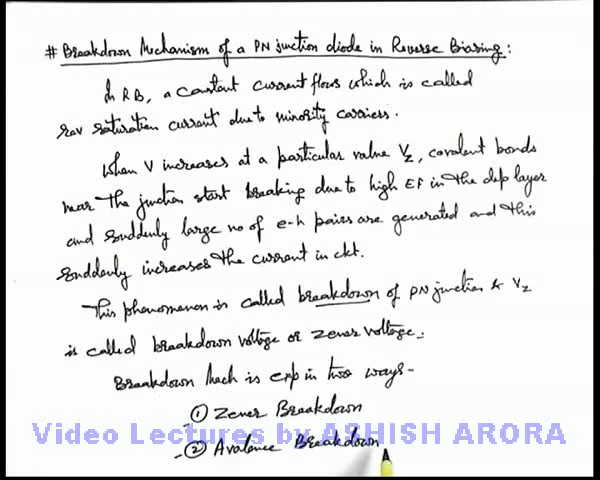 # Breakdown Mechanism of a PN junction diode in Reverse Biasing:
In RB, a constant current flows which is called
rev saturation current due to minority carriers.
When V increases at a particular value Vz, covalent bonds
near the junction start breaking due to high EF in the dep layer
and suddenly large no of e-h pairs are generated and this
suddenly increases the current in ckt.
This phenomenon is called breakdown of PN junction & Vz
is called breakdown voltage or zener voltage.
Breakdown Mech is exp in two ways-
- ① Zener Breakdown
Video Lectures by ASHISH ARORA
- ② Avalance Breakdown